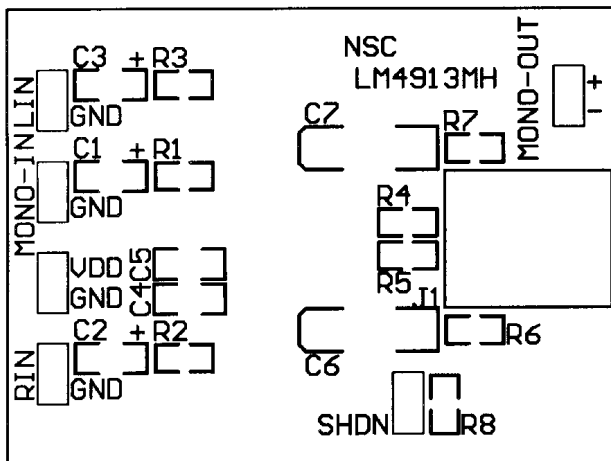 NSC
LM4913MH
MONO-OUT
+
-
C3 + R3
LIN
GND
C7
R7
C1 + R1
MONO-IN
GND
R4
VDD
C5
R5
GND
C4
J1
C2 + R2
R6
C6
RIN
GND
SHDN
R8